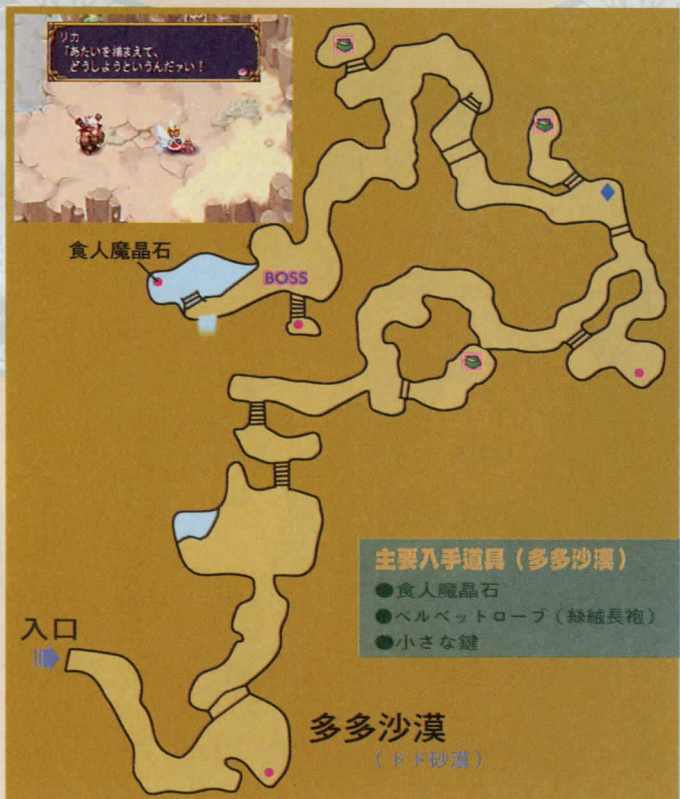 リカ
「あたいを捕まえて、
どうしようというんだァい！
食人魔晶石
BOSS
主要入手道具（多多沙漠）
●食人魔晶石
●ベルベットローブ（絲絨長袍）
●小さな鍵
入口
多多沙漠
（ドド砂漠）